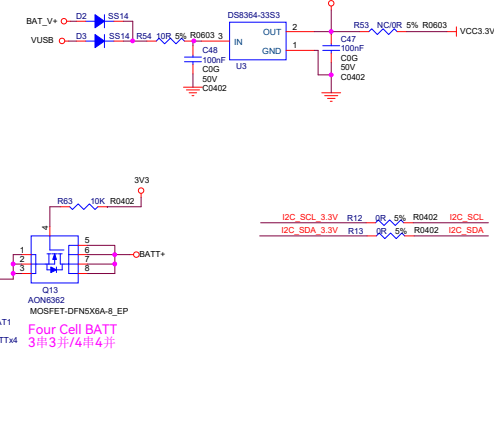 BAT_V+
D2
SS14
VUSB
D3
SS14
R54
10R
5%
R0603
3
C48
100nF
C0G
50V
C0402
DS8364-33S3
IN
OUT
GND
U3
2
1
C47
100nF
C0G
50V
C0402
R53
NC/0R
5%
R0603
VCC3.3V
3V3
R63
10K
R0402
4
1
2
3
5
6
7
8
BATT+
Q13
AON6362
MOSFET-DFN5X6A-8_EP
AT1
TTx4
Four Cell BATT
3串3并/4串4并
I2C_SCL_3.3V
R12
0R
5%
R0402
I2C_SCL
I2C_SDA_3.3V
R13
0R
5%
R0402
I2C_SDA